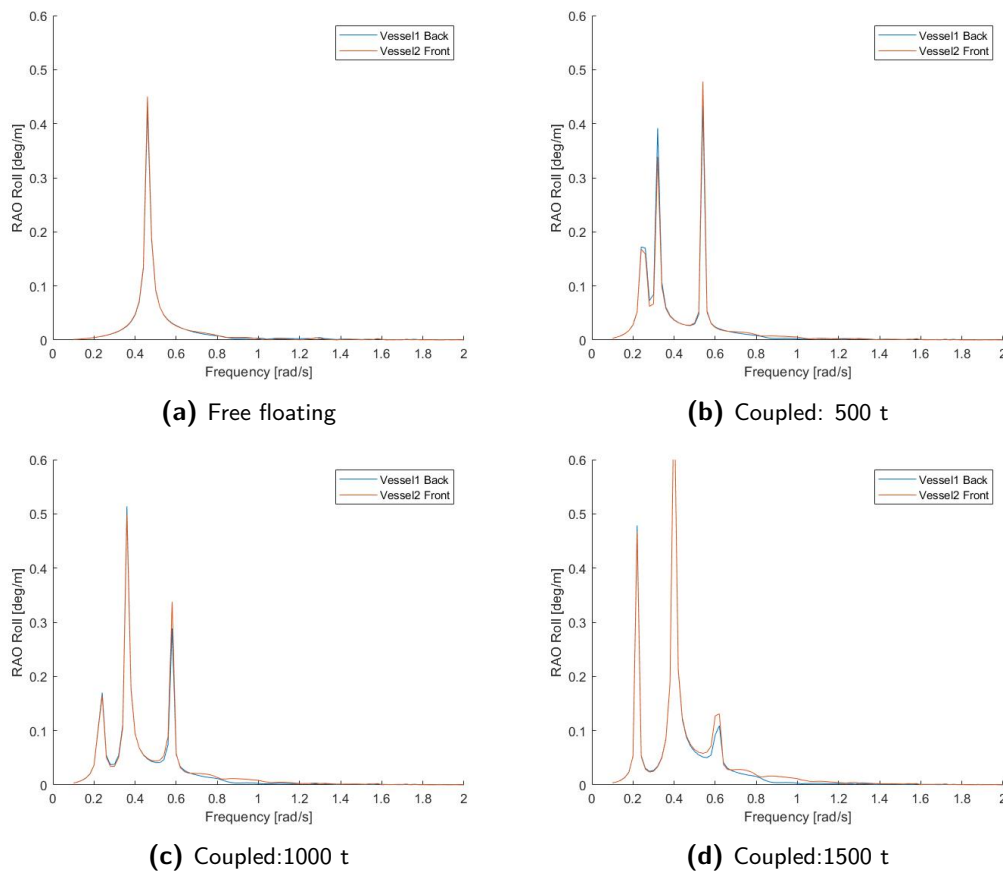 0.6
0.5
0.4
0.3
0.2
0.1
0
RAO Roll [deg/m]
Vessel1 Back
Vessel2 Front
0 0.2 0.4 0.6 0.8 1 1.2 1.4 1.6 1.8 2
Frequency [rad/s]
(a) Free floating
0.6
0.5
0.4
0.3
0.2
0.1
0
RAO Roll [deg/m]
Vessel1 Back
Vessel2 Front
0 0.2 0.4 0.6 0.8 1 1.2 1.4 1.6 1.8 2
Frequency [rad/s]
(b) Coupled: 500 t
0.6
0.5
0.4
0.3
0.2
0.1
0
RAO Roll [deg/m]
Vessel1 Back
Vessel2 Front
0 0.2 0.4 0.6 0.8 1 1.2 1.4 1.6 1.8 2
Frequency [rad/s]
(c) Coupled:1000 t
0.6
0.5
0.4
0.3
0.2
0.1
0
RAO Roll [deg/m]
Vessel1 Back
Vessel2 Front
0 0.2 0.4 0.6 0.8 1 1.2 1.4 1.6 1.8 2
Frequency [rad/s]
(d) Coupled:1500 t